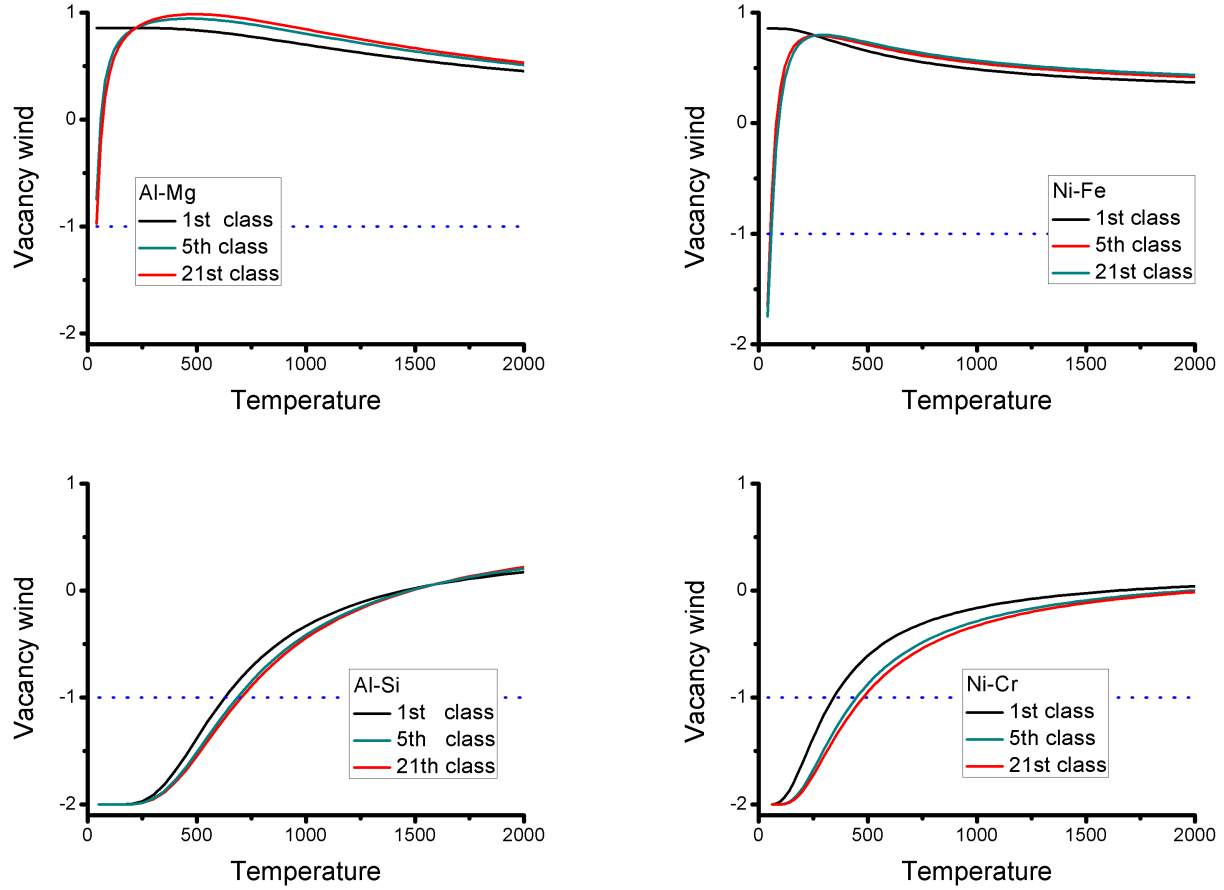 1
0
-1
-2
Vacancy wind
Al-Mg
1st class
5th class
21st class
0
500
1000
1500
2000
Temperature
1
0
-1
-2
Vacancy wind
Ni-Fe
1st class
5th class
21st class
0
500
1000
1500
2000
Temperature
1
0
-1
-2
Vacancy wind
Al-Si
1st class
5th class
21th class
0
500
1000
1500
2000
Temperature
1
0
-1
-2
Vacancy wind
Ni-Cr
1st class
5th class
21st class
0
500
1000
1500
2000
Temperature